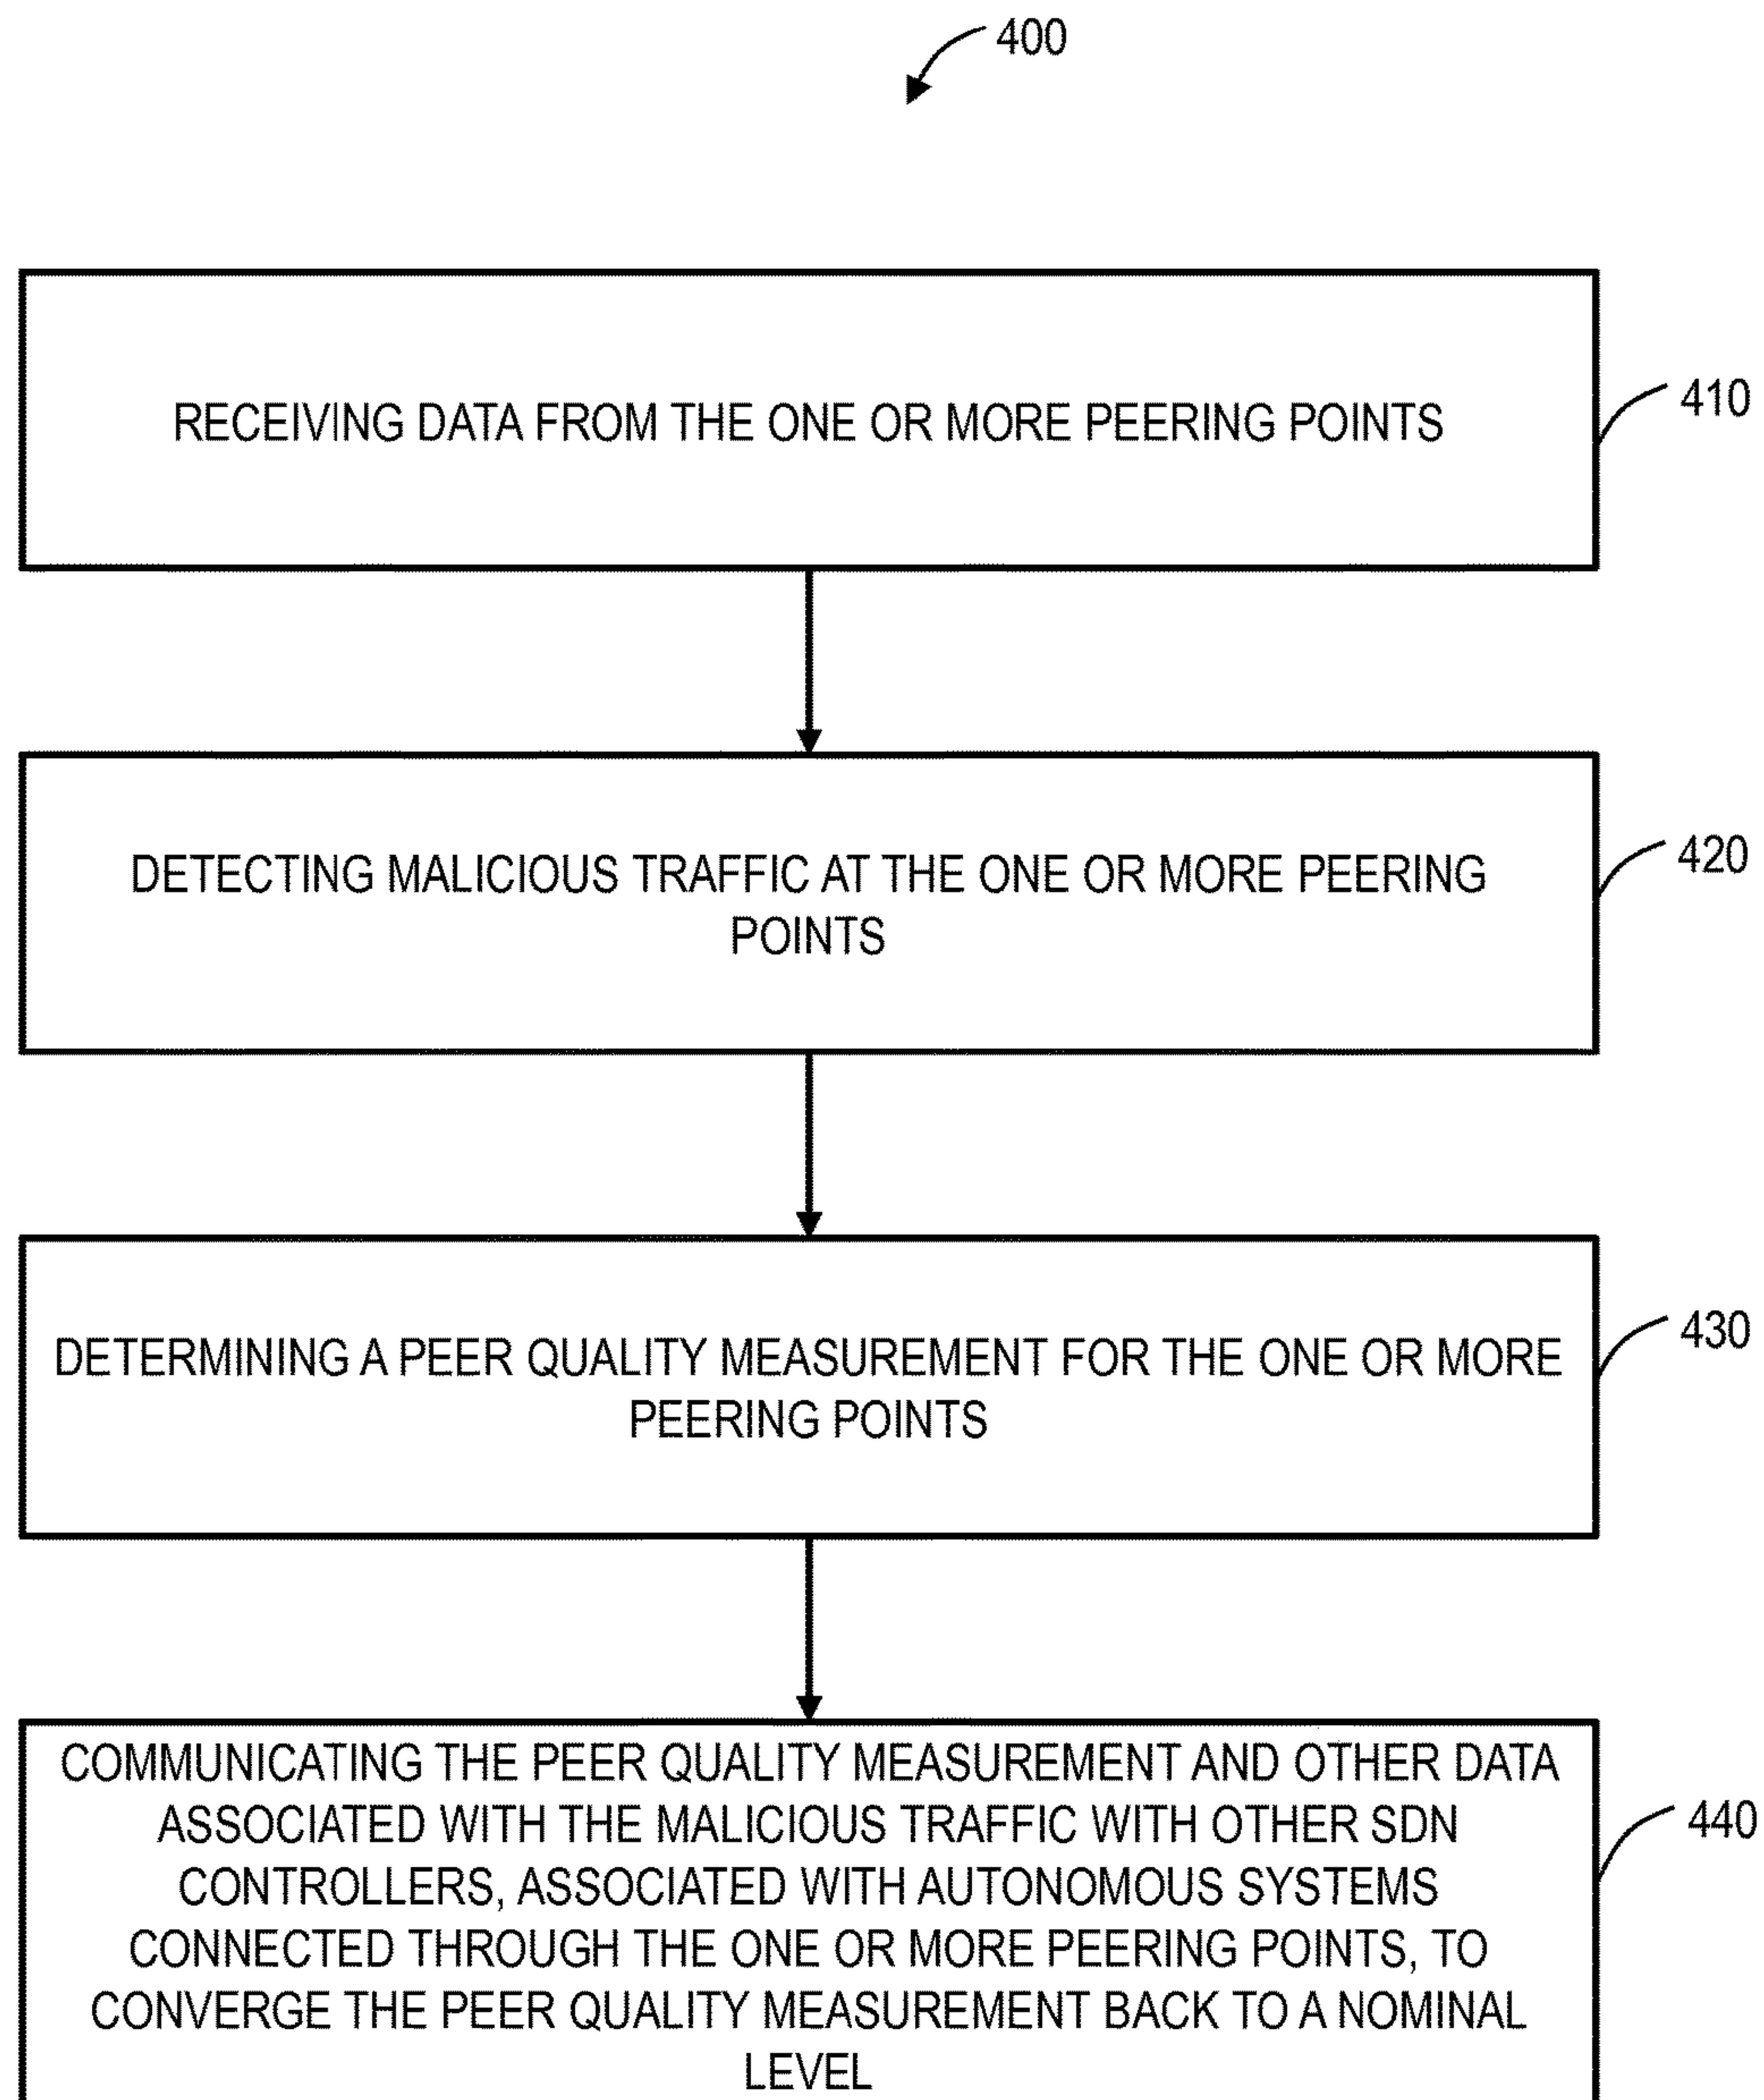 400
RECEIVING DATA FROM THE ONE OR MORE PEERING POINTS
410
DETECTING MALICIOUS TRAFFIC AT THE ONE OR MORE PEERING
POINTS
420
DETERMINING A PEER QUALITY MEASUREMENT FOR THE ONE OR MORE
PEERING POINTS
430
COMMUNICATING THE PEER QUALITY MEASUREMENT AND OTHER DATA
ASSOCIATED WITH THE MALICIOUS TRAFFIC WITH OTHER SDN
CONTROLLERS, ASSOCIATED WITH AUTONOMOUS SYSTEMS
CONNECTED THROUGH THE ONE OR MORE PEERING POINTS, TO
CONVERGE THE PEER QUALITY MEASUREMENT BACK TO A NOMINAL
LEVEL
440